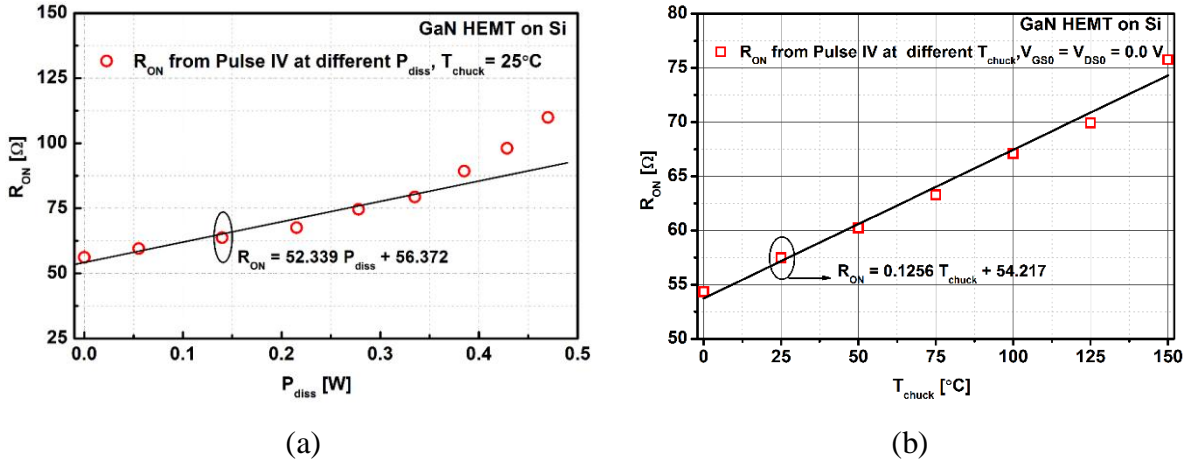 GaN HEMT on Si
R_ON from Pulse IV at different P_diss, T_chuck = 25°C
R_ON = 52.339 P_diss + 56.372
R_ON [Ω]
150
125
100
75
50
25
0.0 0.1 0.2 0.3 0.4 0.5
P_diss [W]
(a)
GaN HEMT on Si
R_ON from Pulse IV at different T_chuck, V_GS0 = V_DS0 = 0.0 V
R_ON = 0.1256 T_chuck + 54.217
R_ON [Ω]
80
75
70
65
60
55
50
0 25 50 75 100 125 150
T_chuck [°C]
(b)